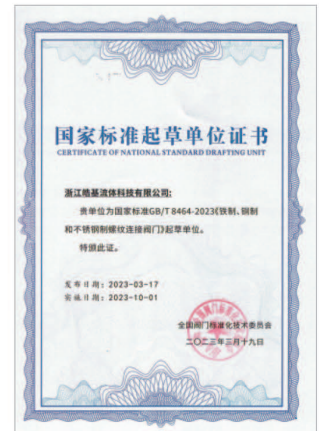 国家标准起草单位证书
CERTIFICATE OF NATIONAL STANDARD DRAFTING UNIT
浙江皓基流体科技有限公司:
贵单位为国家标准GB/T 8464-2023《铁制、铜制
和不锈钢制螺纹连接阀门》起草单位。
特颁此证。
发布日期：2023-03-17
实施日期：2023-10-01
全国阀门标准化技术委员会
二〇二三年三月十九日